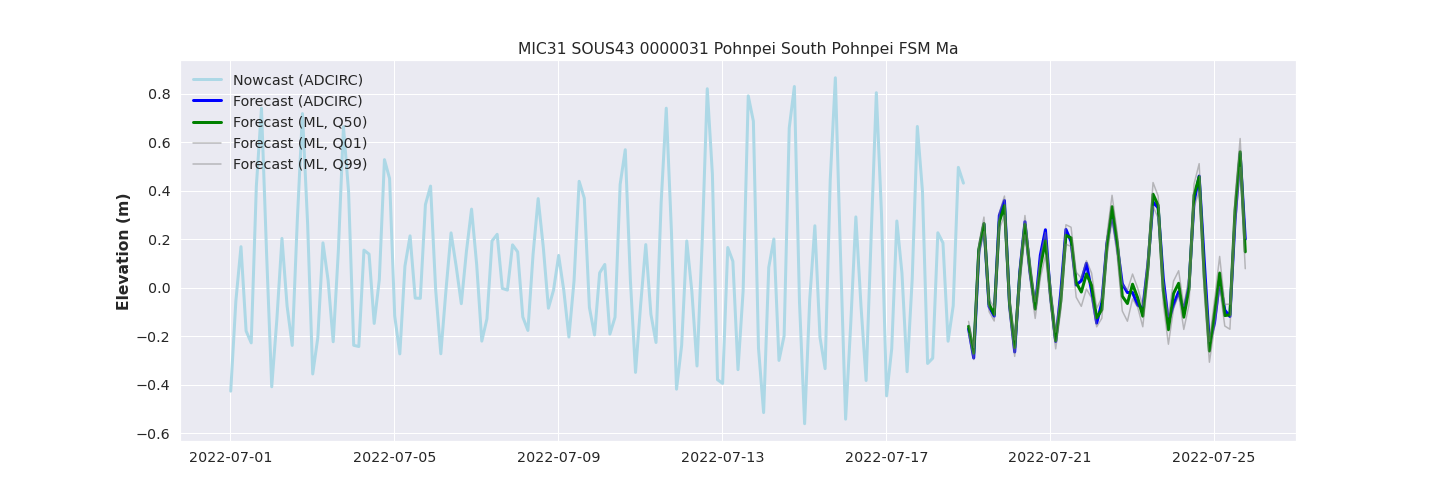 MIC31 SOUS43 0000031 Pohnpei South Pohnpei FSM Ma
Nowcast (ADCIRC)
Forecast (ADCIRC)
Forecast (ML, Q50)
Forecast (ML, Q01)
Forecast (ML, Q99)
Elevation (m)
0.8
0.6
0.4
0.2
0.0
−0.2
−0.4
−0.6
2022-07-01
2022-07-05
2022-07-09
2022-07-13
2022-07-17
2022-07-21
2022-07-25